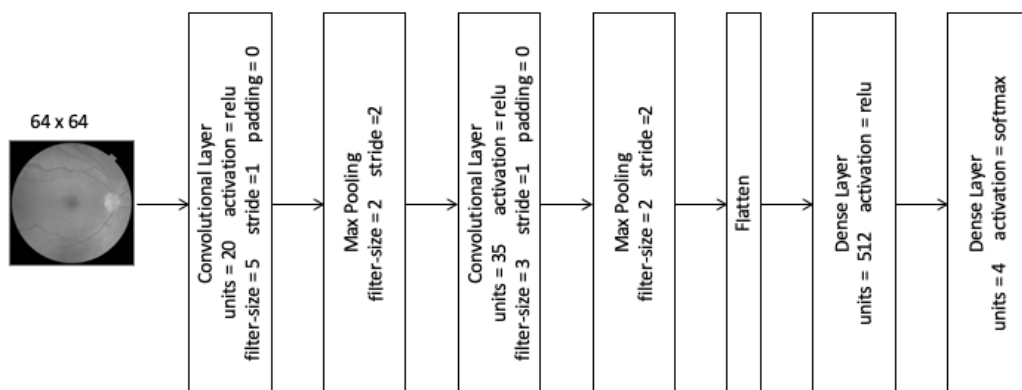 64 x 64
Convolutional Layer
units = 20 activation = relu
filter-size = 5 stride =1 padding = 0
Max Pooling
filter-size = 2 stride =2
Convolutional Layer
units = 35 activation = relu
filter-size = 3 stride =1 padding = 0
Max Pooling
filter-size = 2 stride =2
Flatten
Dense Layer
units = 512 activation = relu
Dense Layer
units = 4 activation = softmax